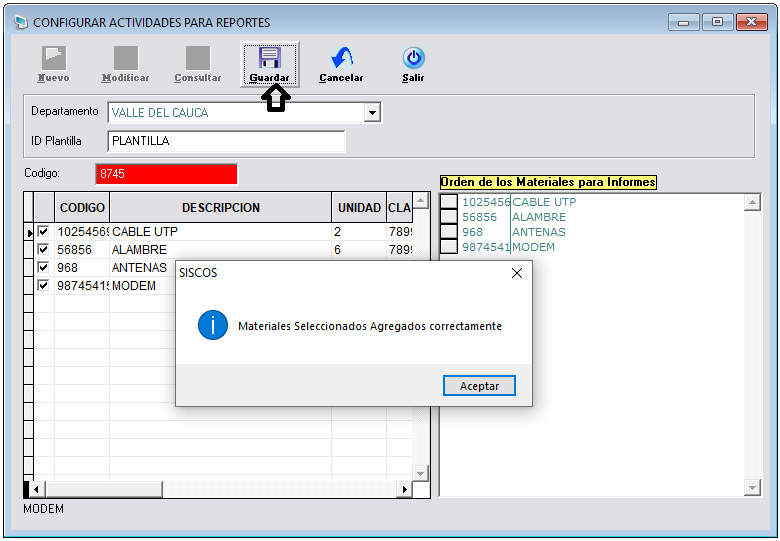 CONFIGURAR ACTIVIDADES PARA REPORTES
Nuevo Modificar Consultar Guardar Cancelar Salir
Departamento VALLE DEL CAUCA
ID Plantilla PLANTILLA
Codigo: 8745
Orden de los Materiales para Informes
CODIGO DESCRIPCION UNIDAD CLA
10254569 CABLE UTP 2 7899
56856 ALAMBRE 6 7899
968 ANTENAS
98745415 MODEM
1025456 CABLE UTP
56856 ALAMBRE
968 ANTENAS
9874541 MODEM
SISCOS
Materiales Seleccionados Agregados correctamente
Aceptar
MODEM